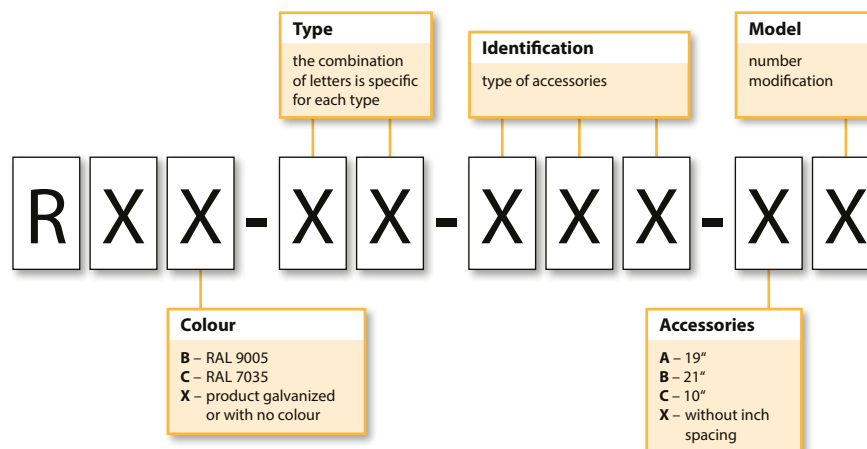 Type
the combination
of letters is specific
for each type
Identification
type of accessories
Model
number
modification
R X X - X X - X X X - X X
Colour
B – RAL 9005
C – RAL 7035
X – product galvanized
or with no colour
Accessories
A – 19“
B – 21“
C – 10“
X – without inch
spacing